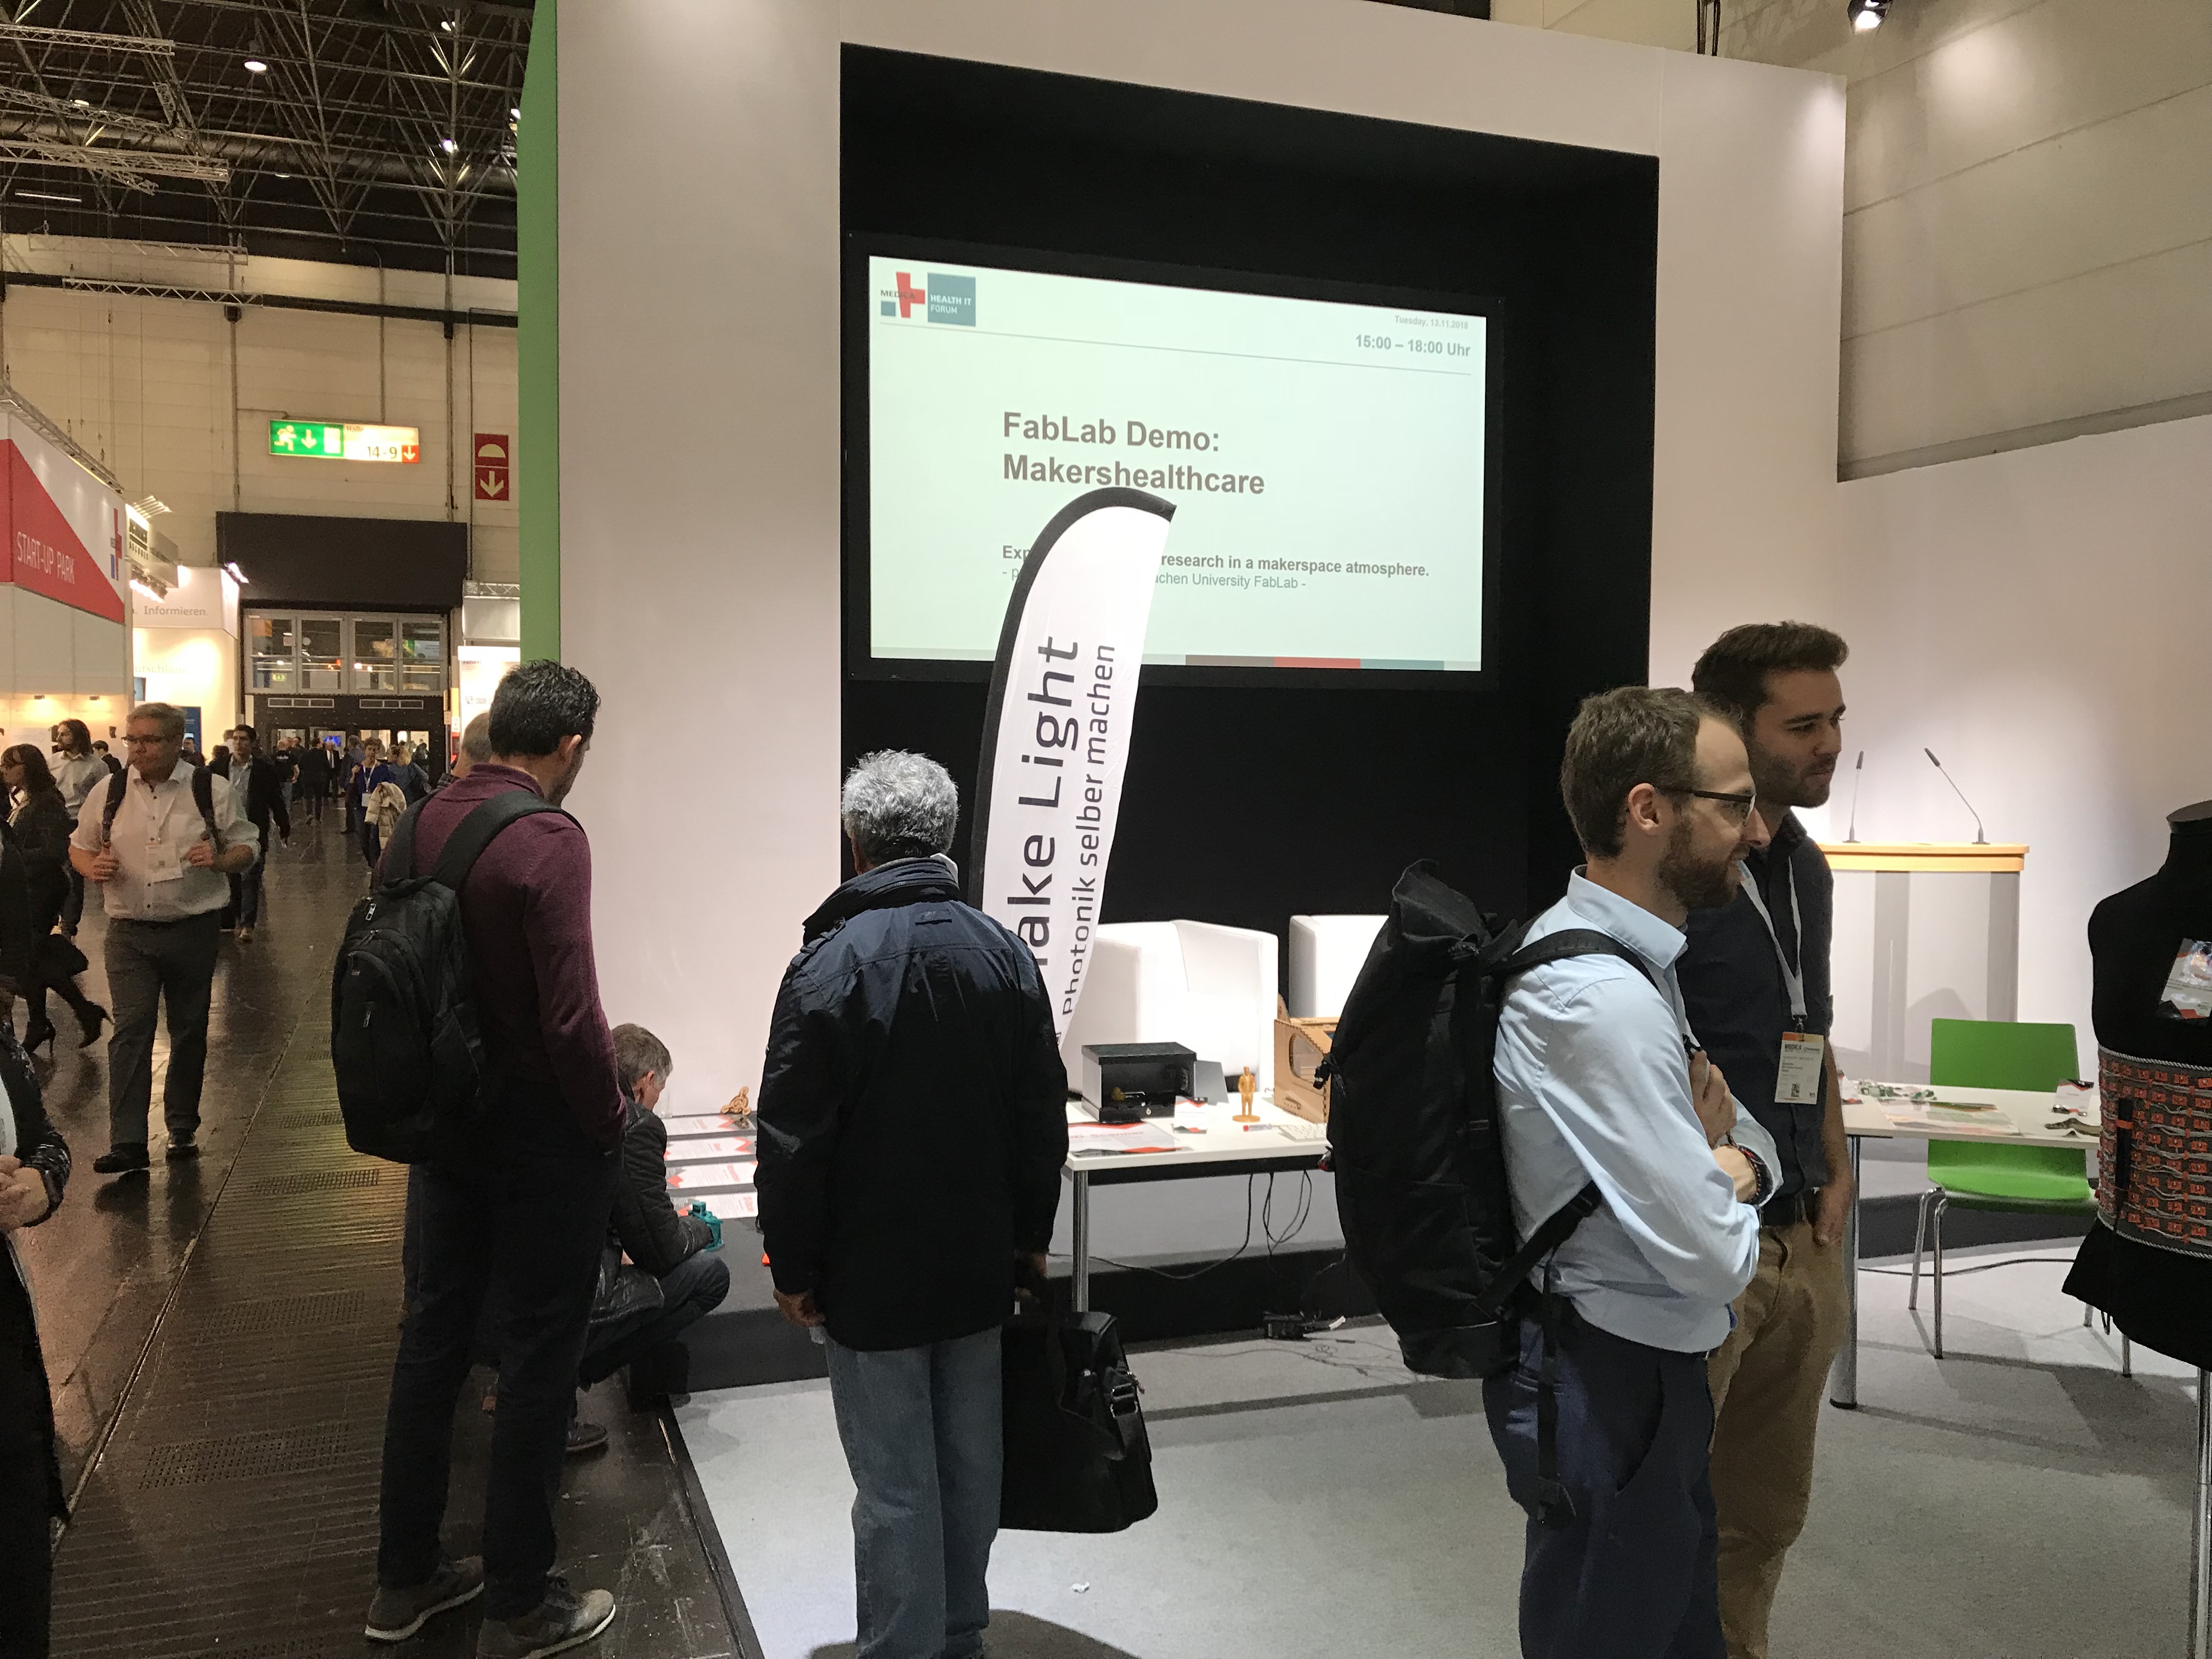 MEDICA
HEALTH IT
FORUM
Tuesday, 13.11.2018
15:00 – 18:00 Uhr
FabLab Demo:
Makershealthcare
research in a makerspace atmosphere.
University FabLab -
ake Light
Photonik selber machen
14-9
START-UP PARK
Informieren.
MEDICA